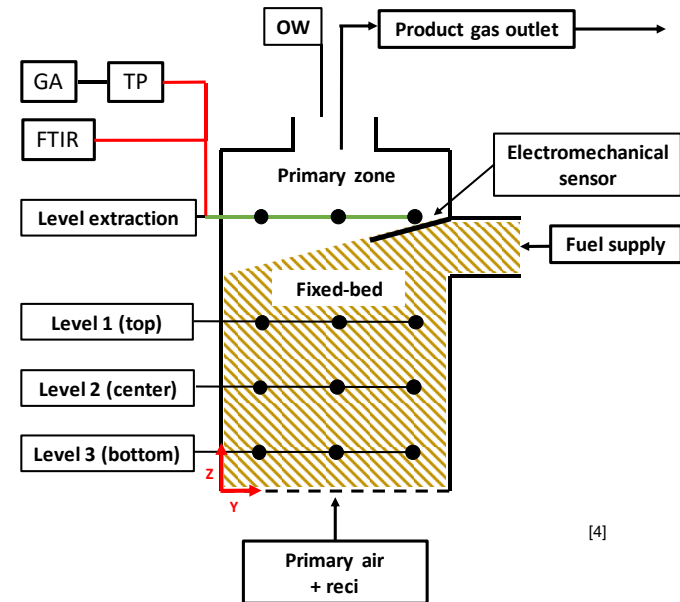 OW
Product gas outlet
GA
TP
FTIR
Electromechanical
sensor
Primary zone
Level extraction
Fuel supply
Fixed-bed
Level 1 (top)
Level 2 (center)
Level 3 (bottom)
Z
Y
Primary air
+ reci
[4]